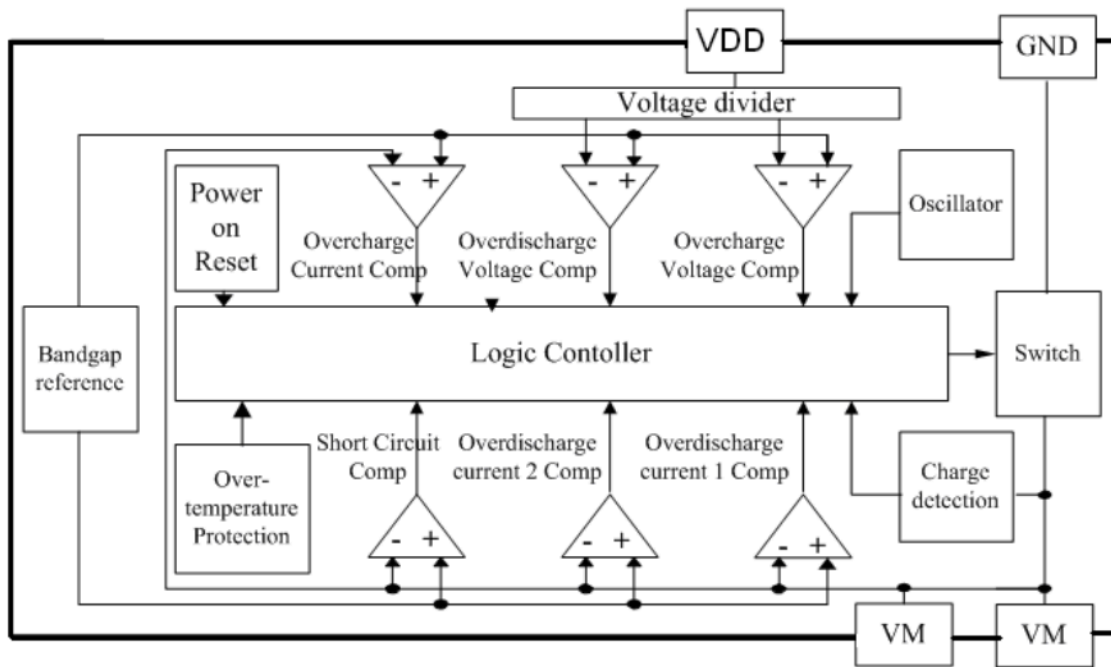 VDD
GND
Voltage divider
- +
- +
- +
Power
on
Reset
Oscillator
Overcharge
Current Comp
Overdischarge
Voltage Comp
Overcharge
Voltage Comp
Bandgap
reference
Logic Contoller
Switch
Short Circuit
Comp
Overdischarge
current 2 Comp
Overdischarge
current 1 Comp
Over-
temperature
Protection
Charge
detection
- +
- +
- +
VM
VM